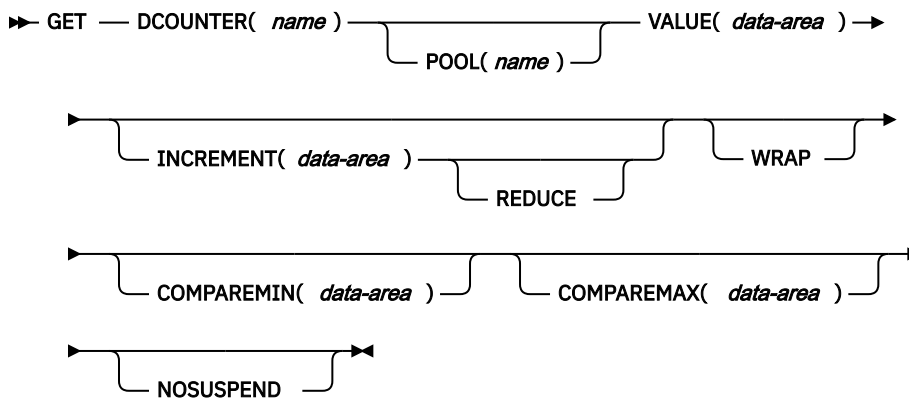 GET DCOUNTER( name ) VALUE( data-area )
POOL( name )
INCREMENT( data-area ) WRAP
REDUCE
COMPAREMIN( data-area ) COMPAREMAX( data-area )
NOSUSPEND